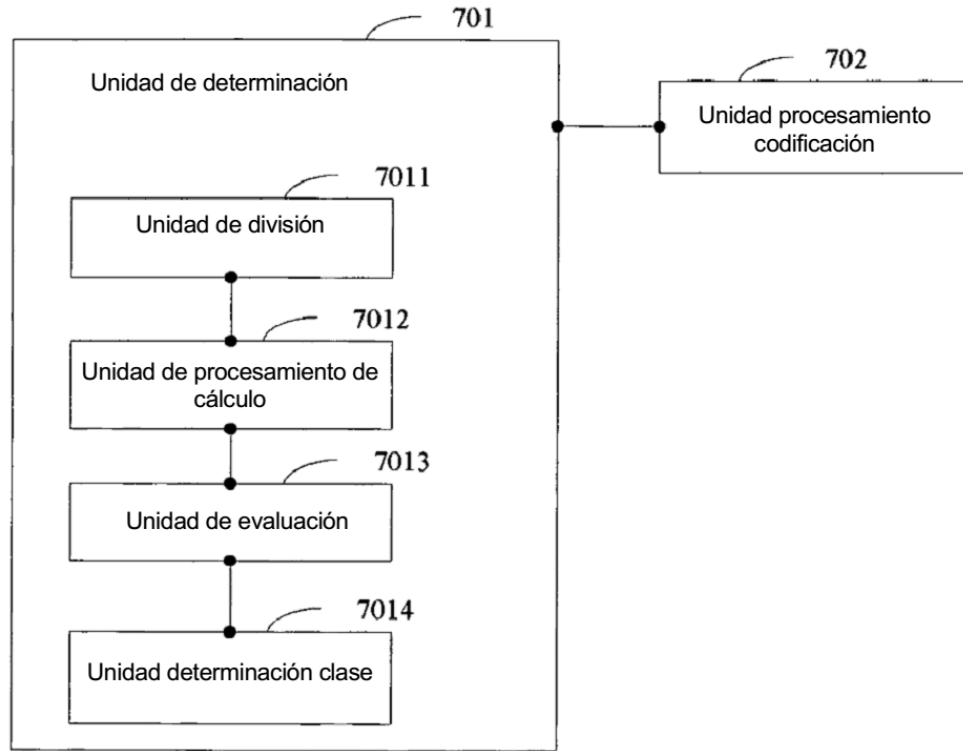 701
Unidad de determinación
702
Unidad procesamiento
codificación
7011
Unidad de división
7012
Unidad de procesamiento de
cálculo
7013
Unidad de evaluación
7014
Unidad determinación clase